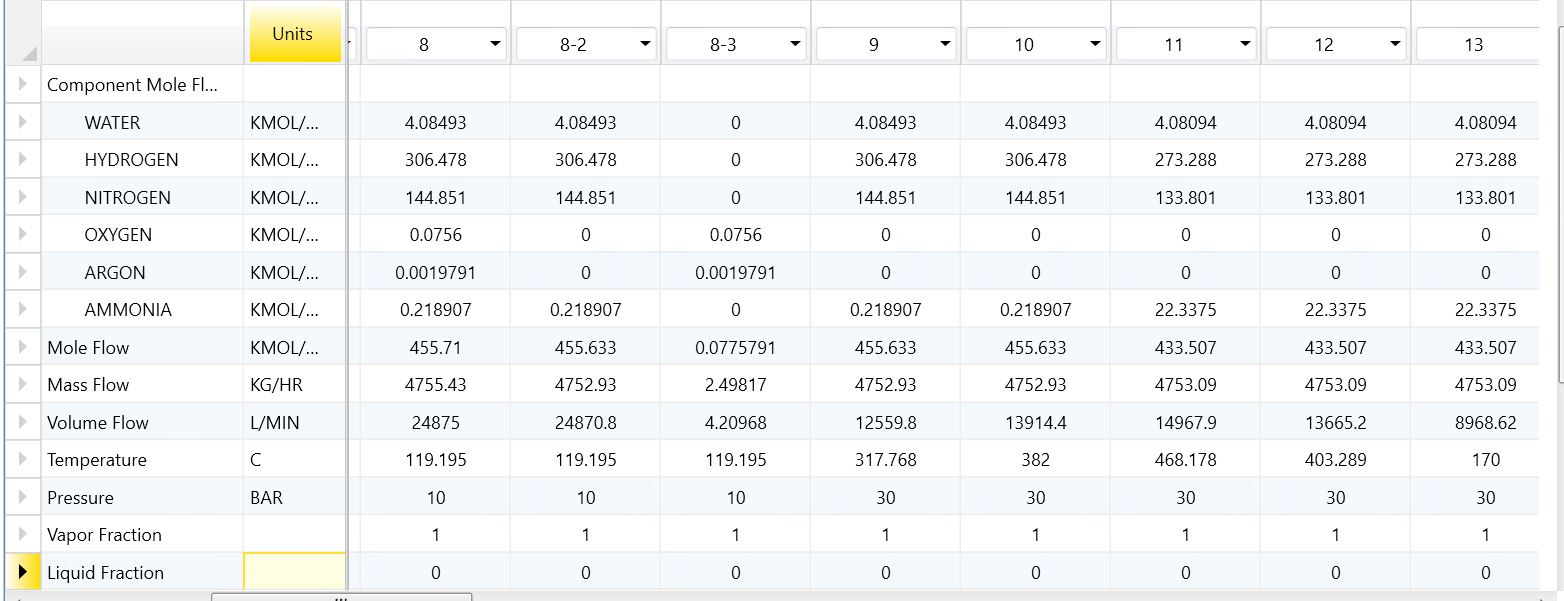 Units 8 8-2 8-3 9 10 11 12 13
Component Mole Fl...
WATER KMOL/... 4.08493 4.08493 0 4.08493 4.08493 4.08094 4.08094 4.08094
HYDROGEN KMOL/... 306.478 306.478 0 306.478 306.478 273.288 273.288 273.288
NITROGEN KMOL/... 144.851 144.851 0 144.851 144.851 133.801 133.801 133.801
OXYGEN KMOL/... 0.0756 0 0.0756 0 0 0 0 0
ARGON KMOL/... 0.0019791 0 0.0019791 0 0 0 0 0
AMMONIA KMOL/... 0.218907 0.218907 0 0.218907 0.218907 22.3375 22.3375 22.3375
Mole Flow KMOL/... 455.71 455.633 0.0775791 455.633 455.633 433.507 433.507 433.507
Mass Flow KG/HR 4755.43 4752.93 2.49817 4752.93 4752.93 4753.09 4753.09 4753.09
Volume Flow L/MIN 24875 24870.8 4.20968 12559.8 13914.4 14967.9 13665.2 8968.62
Temperature C 119.195 119.195 119.195 317.768 382 468.178 403.289 170
Pressure BAR 10 10 10 30 30 30 30 30
Vapor Fraction 1 1 1 1 1 1 1 1
Liquid Fraction 0 0 0 0 0 0 0 0